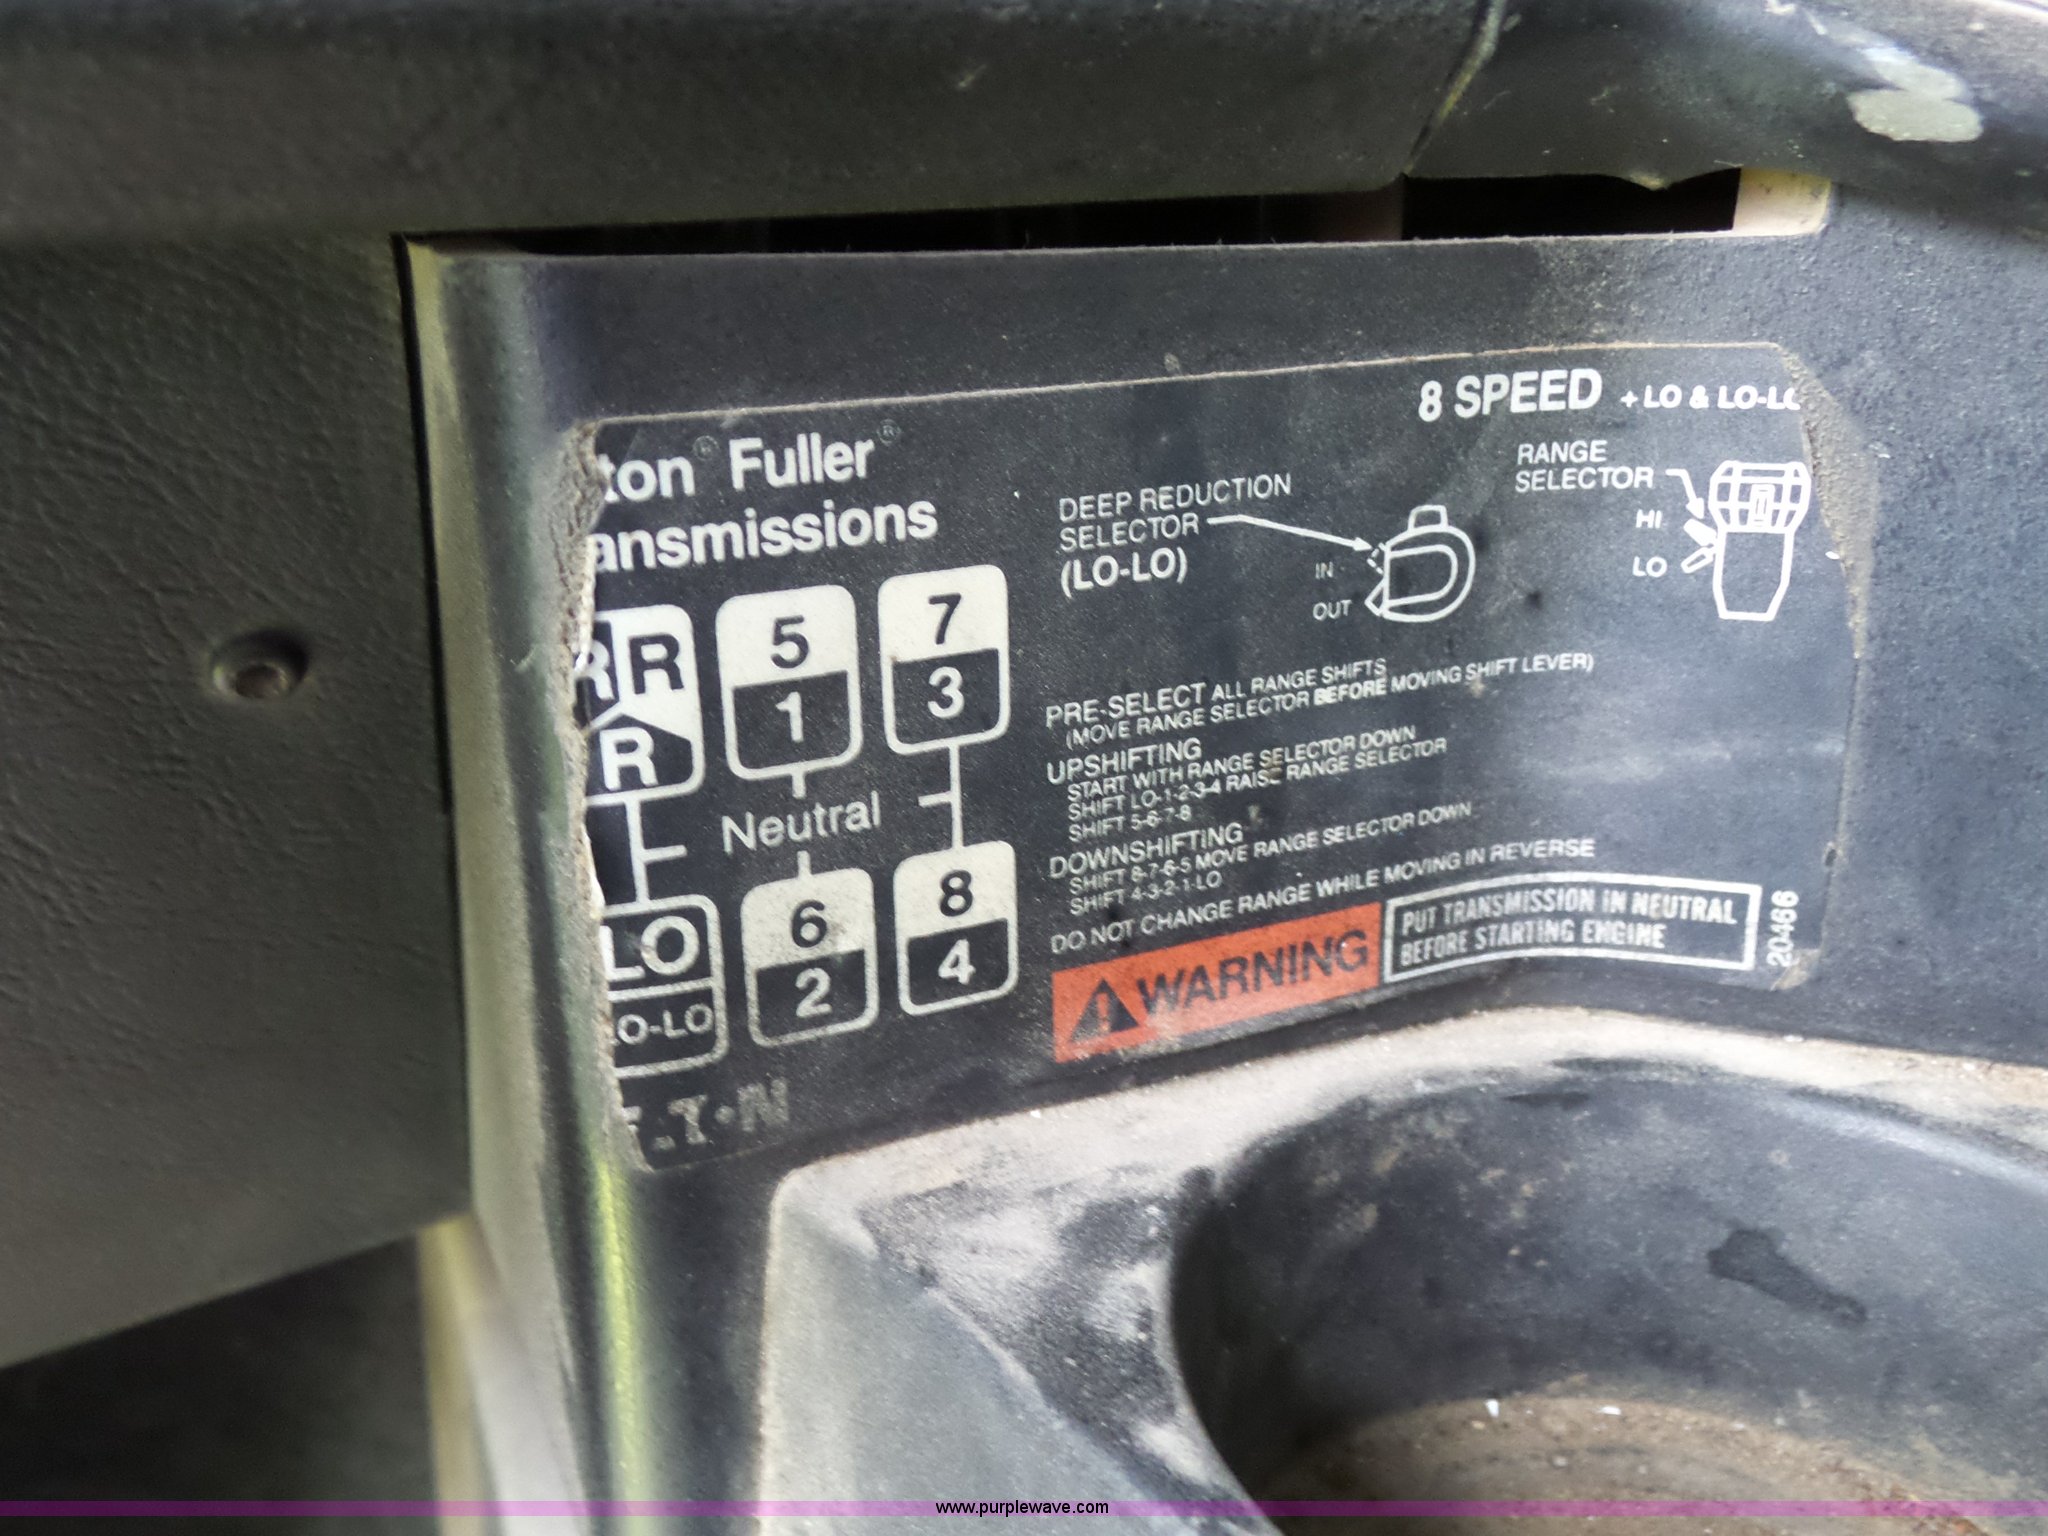 8 SPEED + LO & LO-LO
ton® Fuller®
ansmissions
DEEP REDUCTION
SELECTOR
(LO-LO)
IN
OUT
RANGE
SELECTOR
HI
LO
R R 5 7
R 1 3
Neutral
LO 6 8
O-LO 2 4
PRE-SELECT ALL RANGE SHIFTS
(MOVE RANGE SELECTOR BEFORE MOVING SHIFT LEVER)
UPSHIFTING
START WITH RANGE SELECTOR DOWN
SHIFT LO-1-2-3-4 RAISE RANGE SELECTOR
SHIFT 5-6-7-8
DOWNSHIFTING
SHIFT 8-7-6-5 MOVE RANGE SELECTOR DOWN
SHIFT 4-3-2-1-LO
DO NOT CHANGE RANGE WHILE MOVING IN REVERSE
WARNING
PUT TRANSMISSION IN NEUTRAL
BEFORE STARTING ENGINE
20466
E•T•N
www.purplewave.com